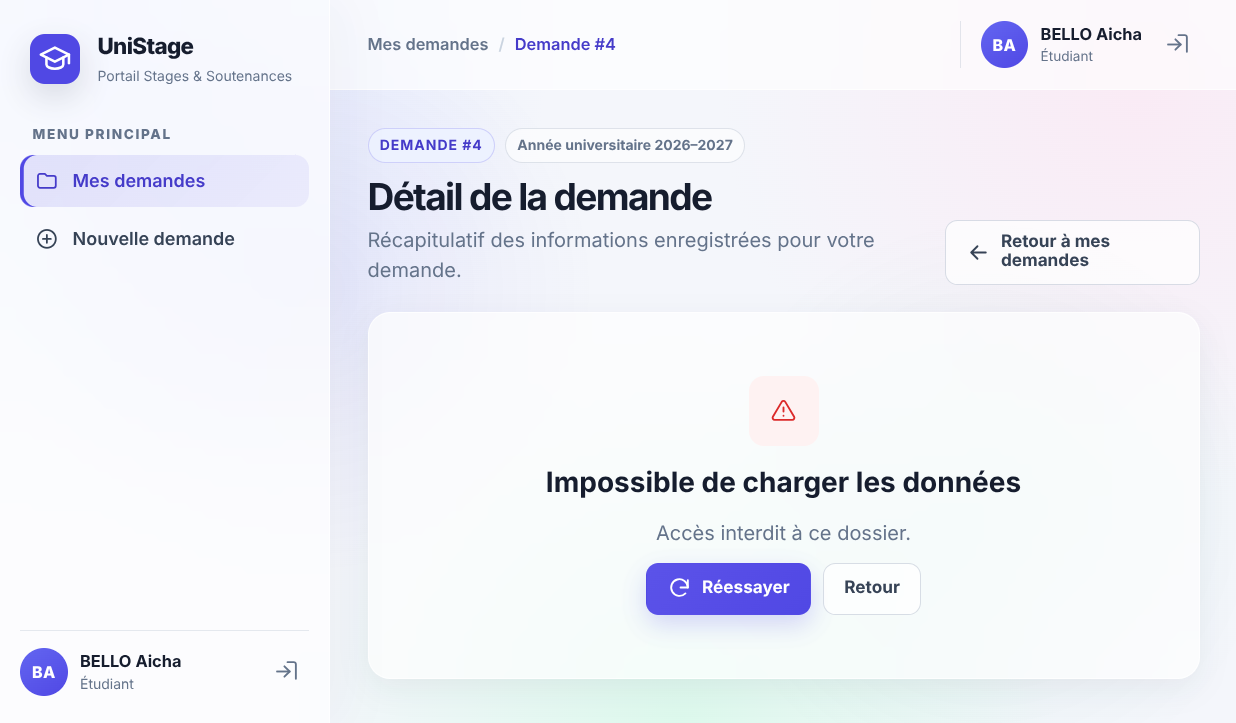 UniStage
Portail Stages & Soutenances
MENU PRINCIPAL
Mes demandes
Nouvelle demande
BA
BELLO Aicha
Étudiant
Mes demandes / Demande #4
BA
BELLO Aicha
Étudiant
DEMANDE #4
Année universitaire 2026–2027
Détail de la demande
Récapitulatif des informations enregistrées pour votre
demande.
Retour à mes
demandes
Impossible de charger les données
Accès interdit à ce dossier.
Réessayer
Retour